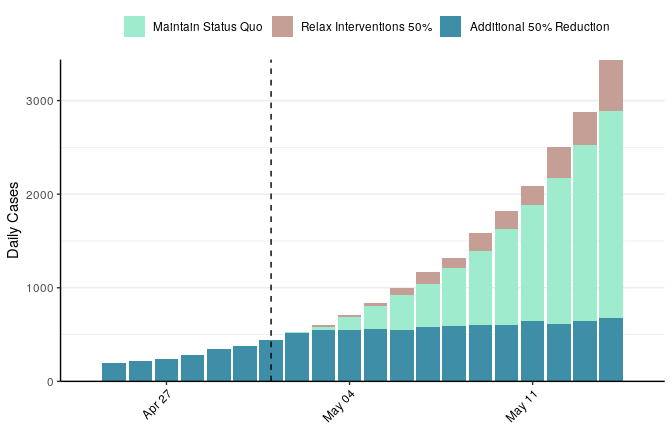 Maintain Status Quo Relax Interventions 50% Additional 50% Reduction
3000
2000
1000
0
Daily Cases
Apr 27 May 04 May 11